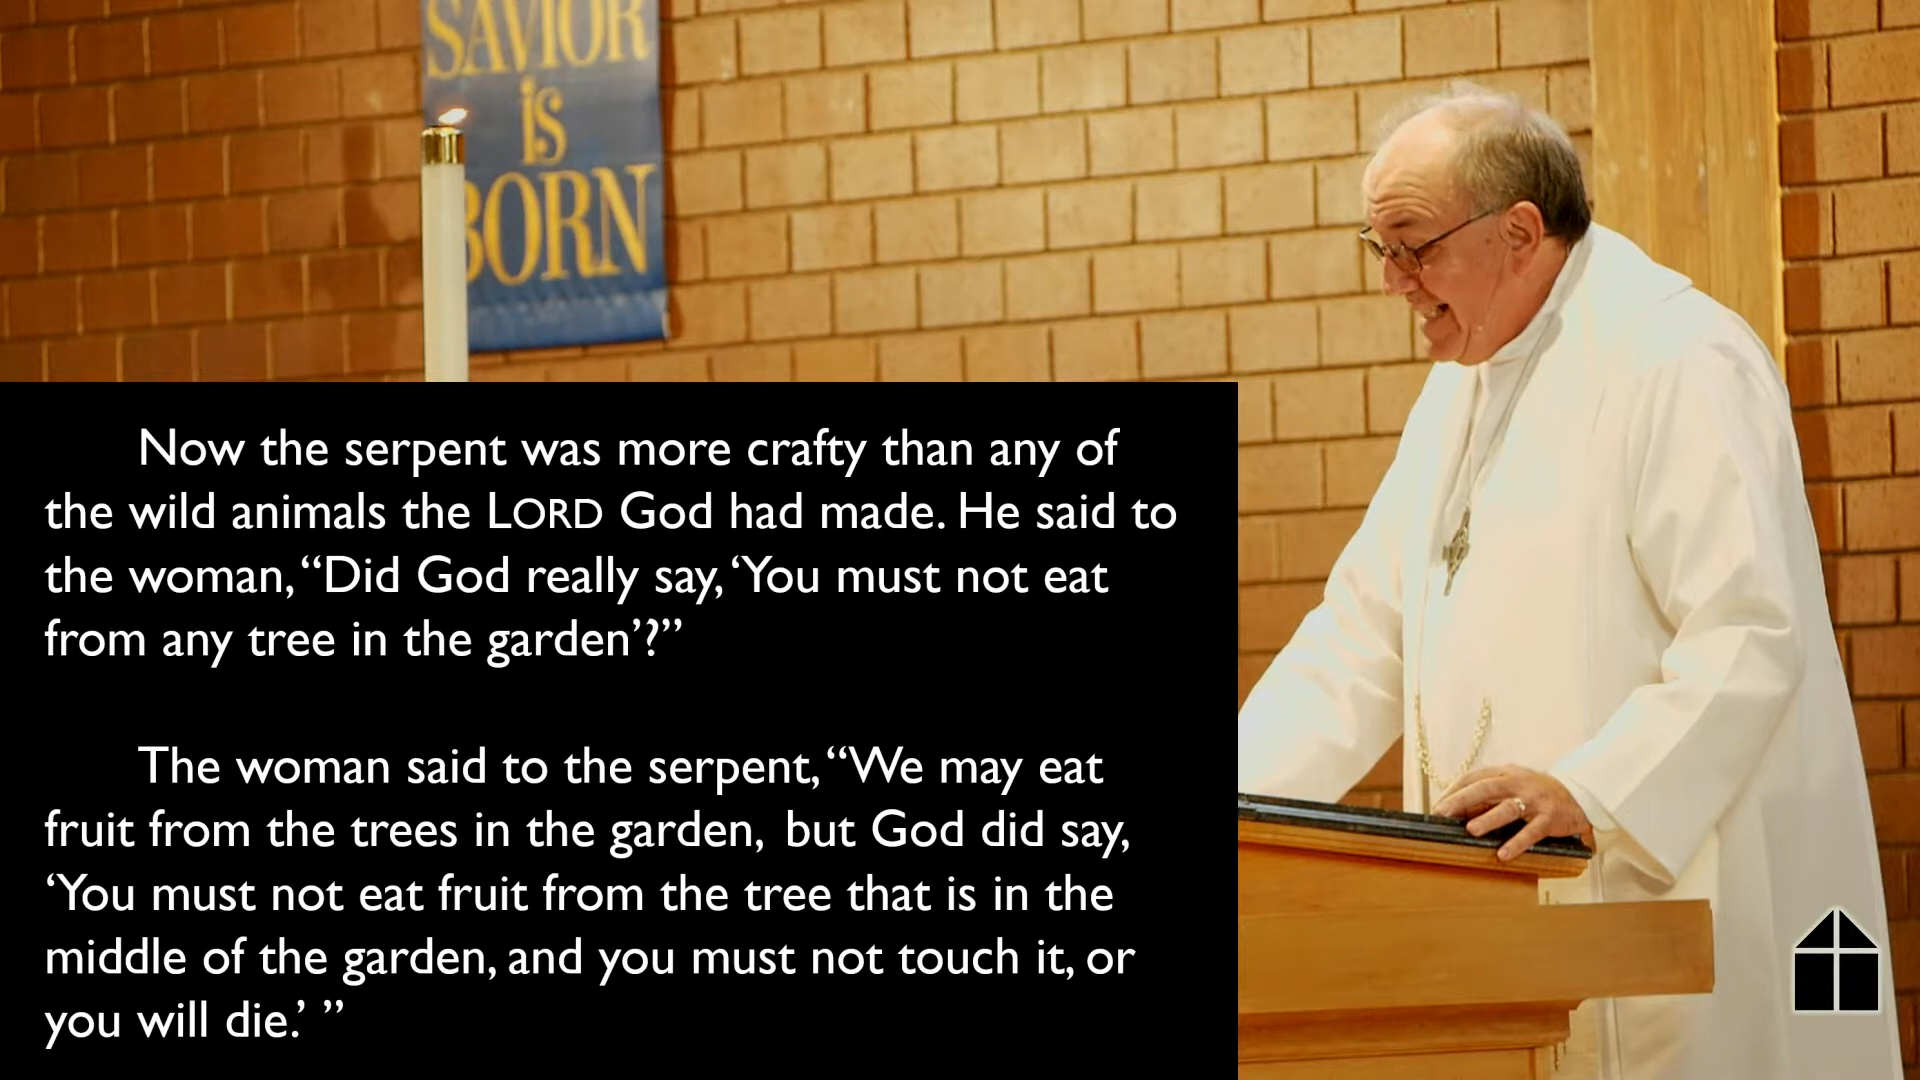 SAVIOR
is
BORN
Now the serpent was more crafty than any of
the wild animals the LORD God had made. He said to
the woman, “Did God really say, ‘You must not eat
from any tree in the garden’?”
The woman said to the serpent, “We may eat
fruit from the trees in the garden, but God did say,
‘You must not eat fruit from the tree that is in the
middle of the garden, and you must not touch it, or
you will die.’ ”